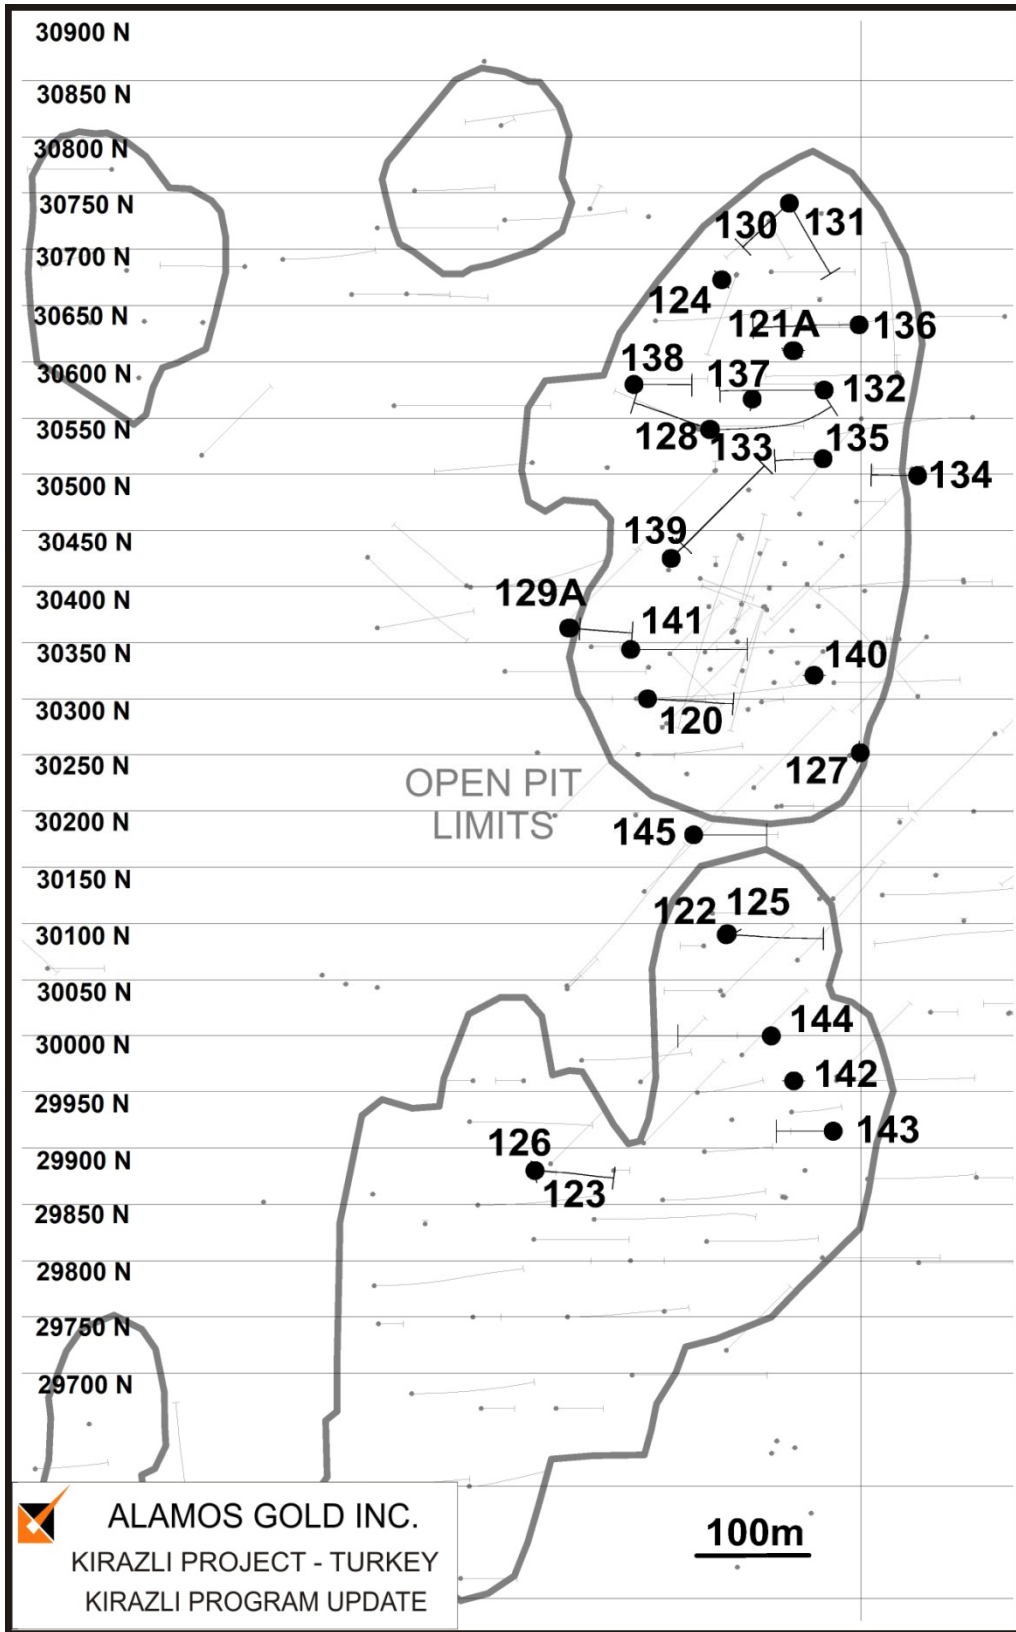 30900 N
30850 N
30800 N
30750 N
130
131
30700 N
124
30650 N
121A
136
30600 N
138
137
132
30550 N
128
133
135
30500 N
134
30450 N
139
30400 N
129A
141
30350 N
140
30300 N
120
30250 N
127
OPEN PIT
LIMITS
30200 N
145
30150 N
122
125
30100 N
30050 N
144
30000 N
142
29950 N
143
29900 N
126
123
29850 N
29800 N
29750 N
29700 N
ALAMOS GOLD INC.
KIRAZLI PROJECT - TURKEY
KIRAZLI PROGRAM UPDATE
100m